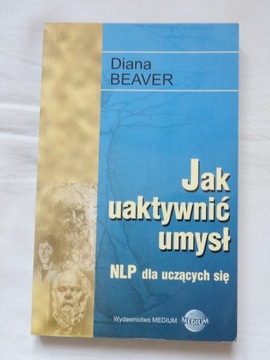 Diana
BEAVER
Jak
uaktywnić
umysł
NLP dla uczących się
Wydawnictwo MEDIUM
MEDIUM